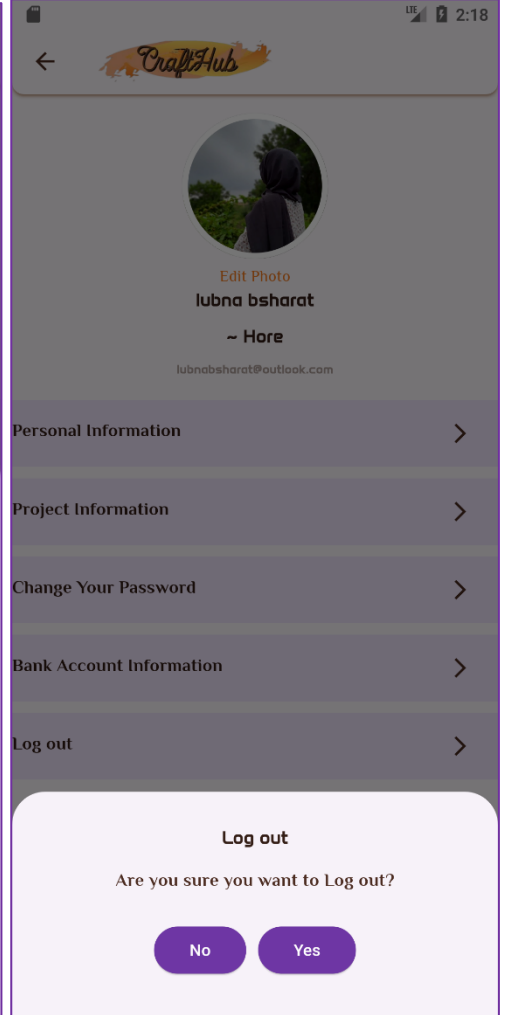 LTE 2:18
CraftHub
Edit Photo
lubna bsharat
~ Hore
lubnabsharat@outlook.com
Personal Information
Project Information
Change Your Password
Bank Account Information
Log out
Log out
Are you sure you want to Log out?
No Yes